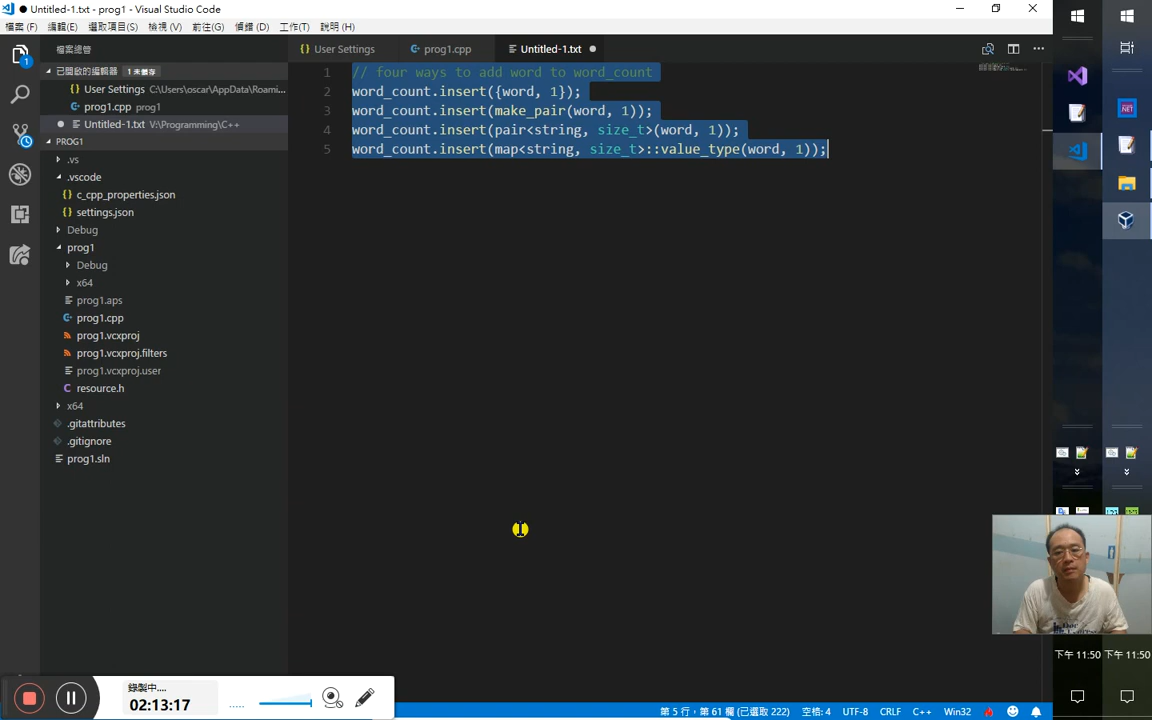 ● Untitled-1.txt - prog1 - Visual Studio Code
檔案(F) 編輯(E) 選取項目(S) 檢視(V) 前往(G) 偵錯(D) 工作(T) 說明(H)
檔案總管
{} User Settings
prog1.cpp
Untitled-1.txt
已開啟的編輯器 1 未儲存
{} User Settings C:\Users\oscar\AppData\Roami...
prog1.cpp prog1
Untitled-1.txt V:\Programming\C++
PROG1
.vs
.vscode
{} c_cpp_properties.json
{} settings.json
Debug
prog1
Debug
x64
prog1.aps
prog1.cpp
prog1.vcxproj
prog1.vcxproj.filters
prog1.vcxproj.user
C resource.h
x64
.gitattributes
.gitignore
prog1.sln
1 // four ways to add word to word_count
2 word_count.insert({word, 1});
3 word_count.insert(make_pair(word, 1));
4 word_count.insert(pair<string, size_t>(word, 1));
5 word_count.insert(map<string, size_t>::value_type(word, 1));
下午 11:50 下午 11:50
錄製中....
02:13:17
第 5 行，第 61 欄 (已選取 222) 空格: 4 UTF-8 CRLF C++ Win32